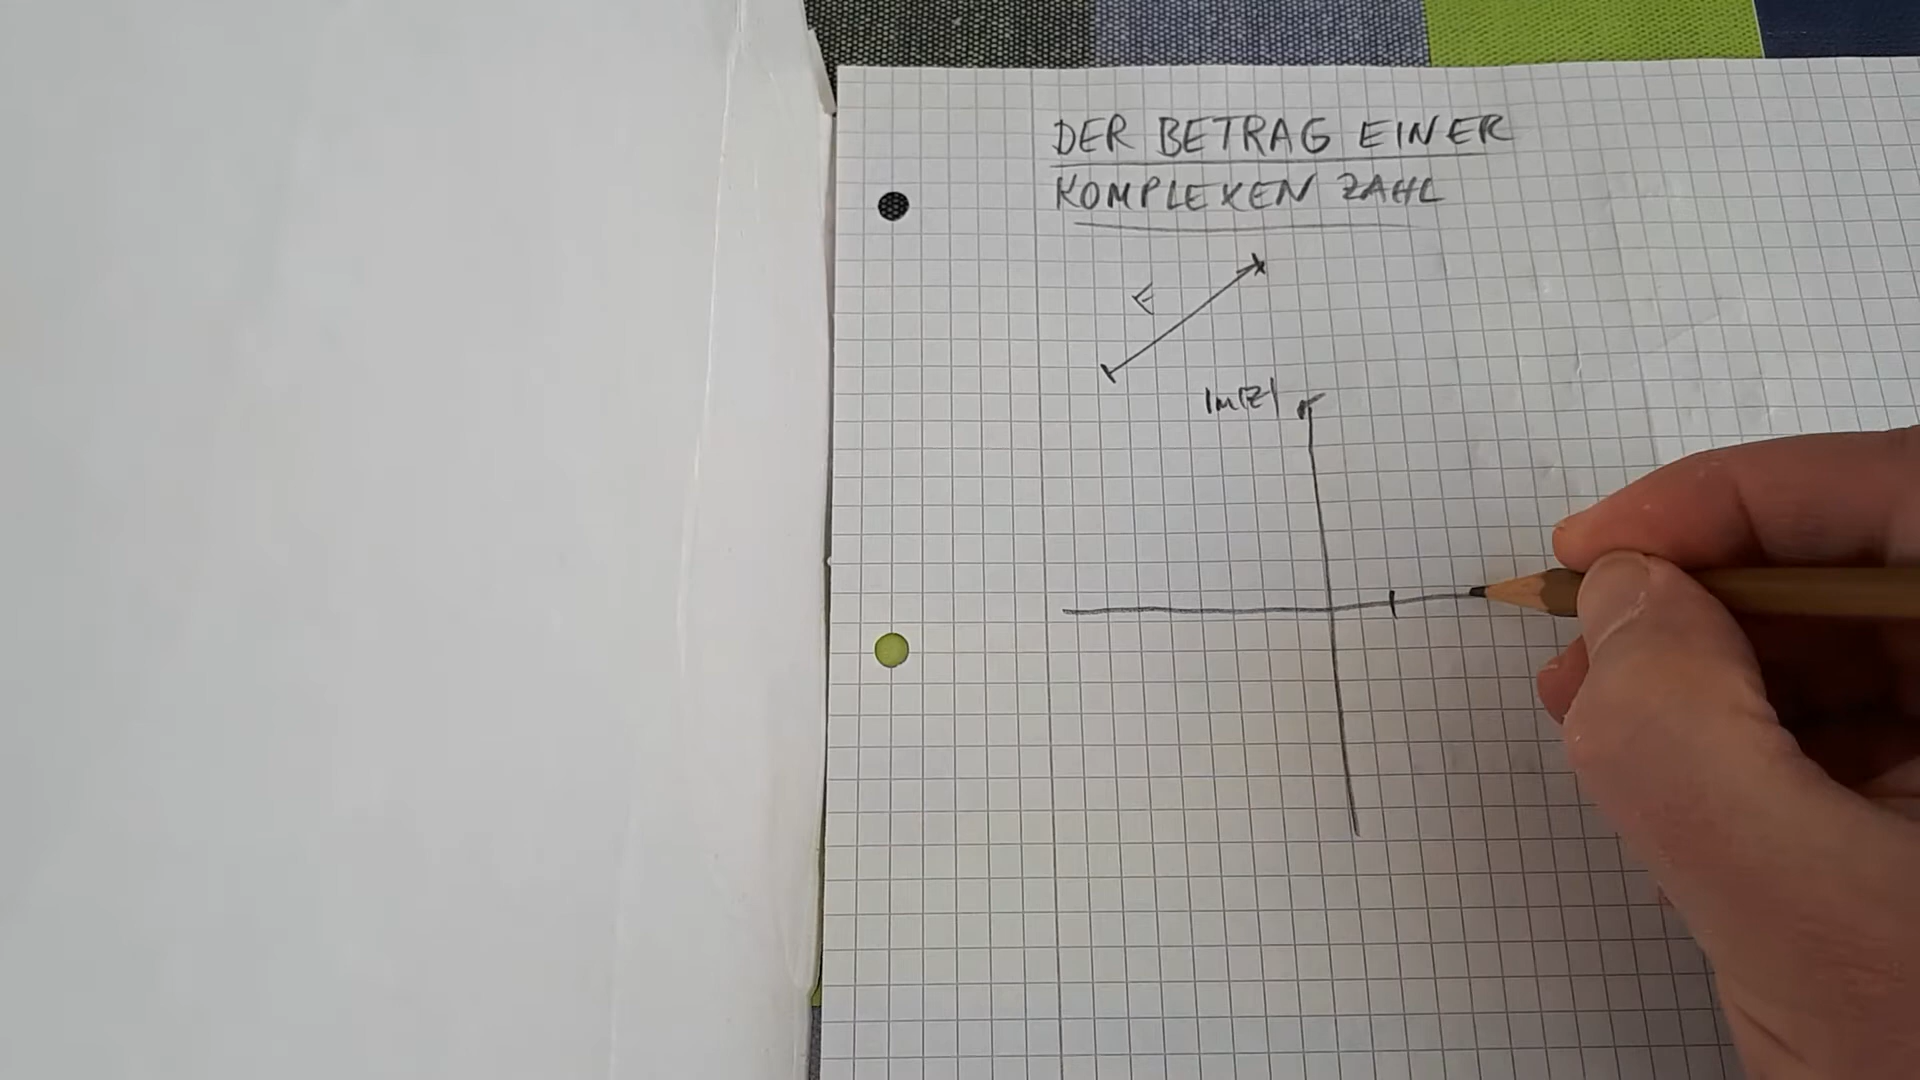 DER BETRAG EINER
KOMPLEXEN ZAHL
Im(z)